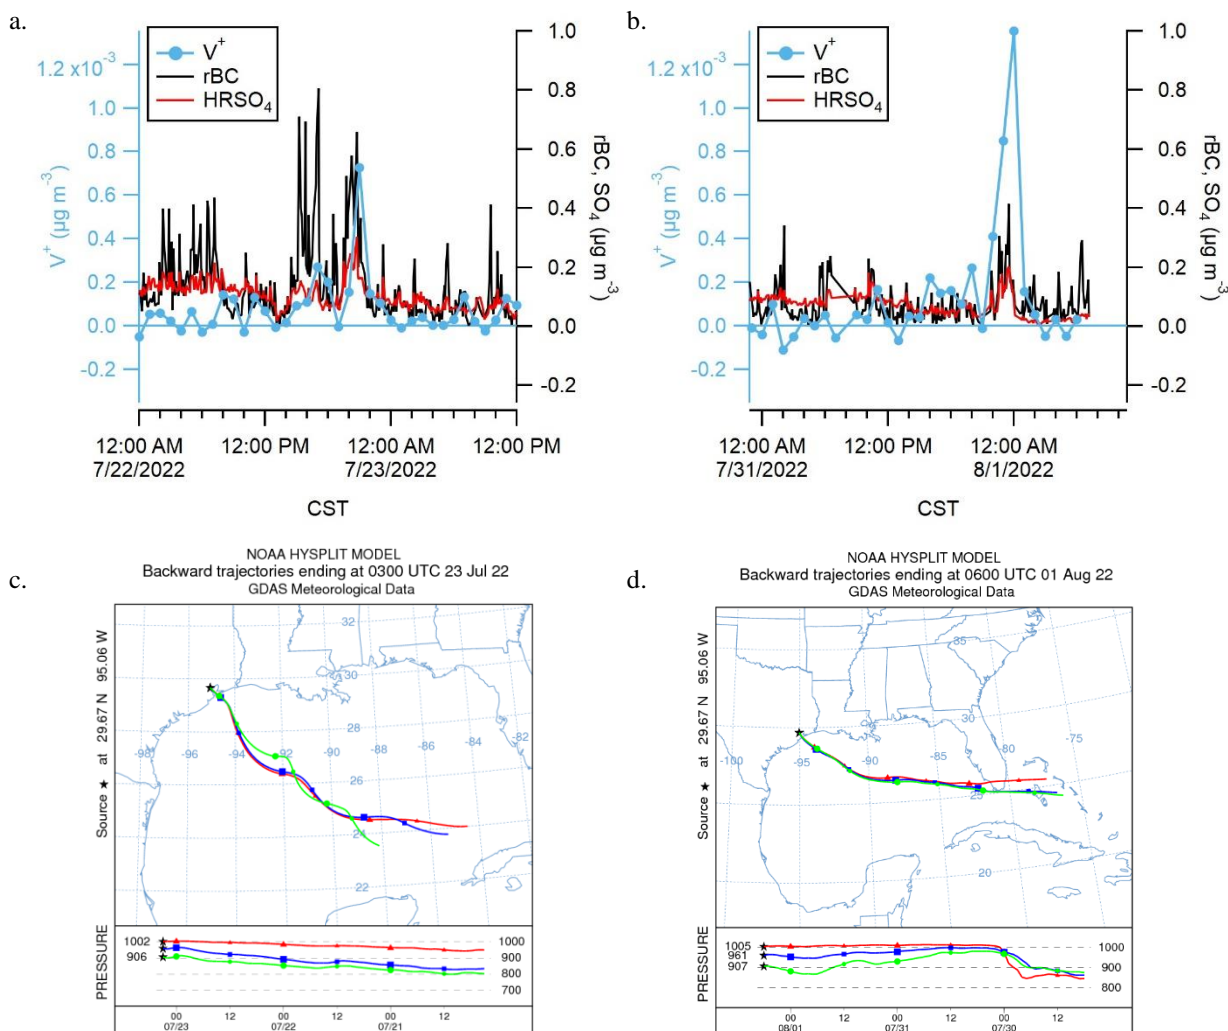 a.
V⁺
rBC
HRSO₄
1.2 x10⁻³
1.0
0.8
0.6
0.4
0.2
0.0
-0.2
V⁺ (µg m⁻³)
1.0
0.8
0.6
0.4
0.2
0.0
-0.2
rBC, SO₄ (µg m⁻³)
12:00 AM 12:00 PM 12:00 AM 12:00 PM
7/22/2022 7/23/2022
CST
b.
V⁺
rBC
HRSO₄
1.2 x10⁻³
1.0
0.8
0.6
0.4
0.2
0.0
-0.2
V⁺ (µg m⁻³)
1.0
0.8
0.6
0.4
0.2
0.0
-0.2
rBC, SO₄ (µg m⁻³)
12:00 AM 12:00 PM 12:00 AM
7/31/2022 8/1/2022
CST
c.
NOAA HYSPLIT MODEL
Backward trajectories ending at 0300 UTC 23 Jul 22
GDAS Meteorological Data
Source ★ at 29.67 N 95.06 W
32
30
28
-98 -96 -94 -92 -90 -88 -86 -84 -82
26
24
22
PRESSURE
1002
906
1000
900
800
700
00 12 00 12 00 12
07/23 07/22 07/21
d.
NOAA HYSPLIT MODEL
Backward trajectories ending at 0600 UTC 01 Aug 22
GDAS Meteorological Data
Source ★ at 29.67 N 95.06 W
35
30
-100 -95 -90 -85 -80 -75
25
20
PRESSURE
1005
961
907
1000
900
800
00 12 00 12 00 12
08/01 07/31 07/30